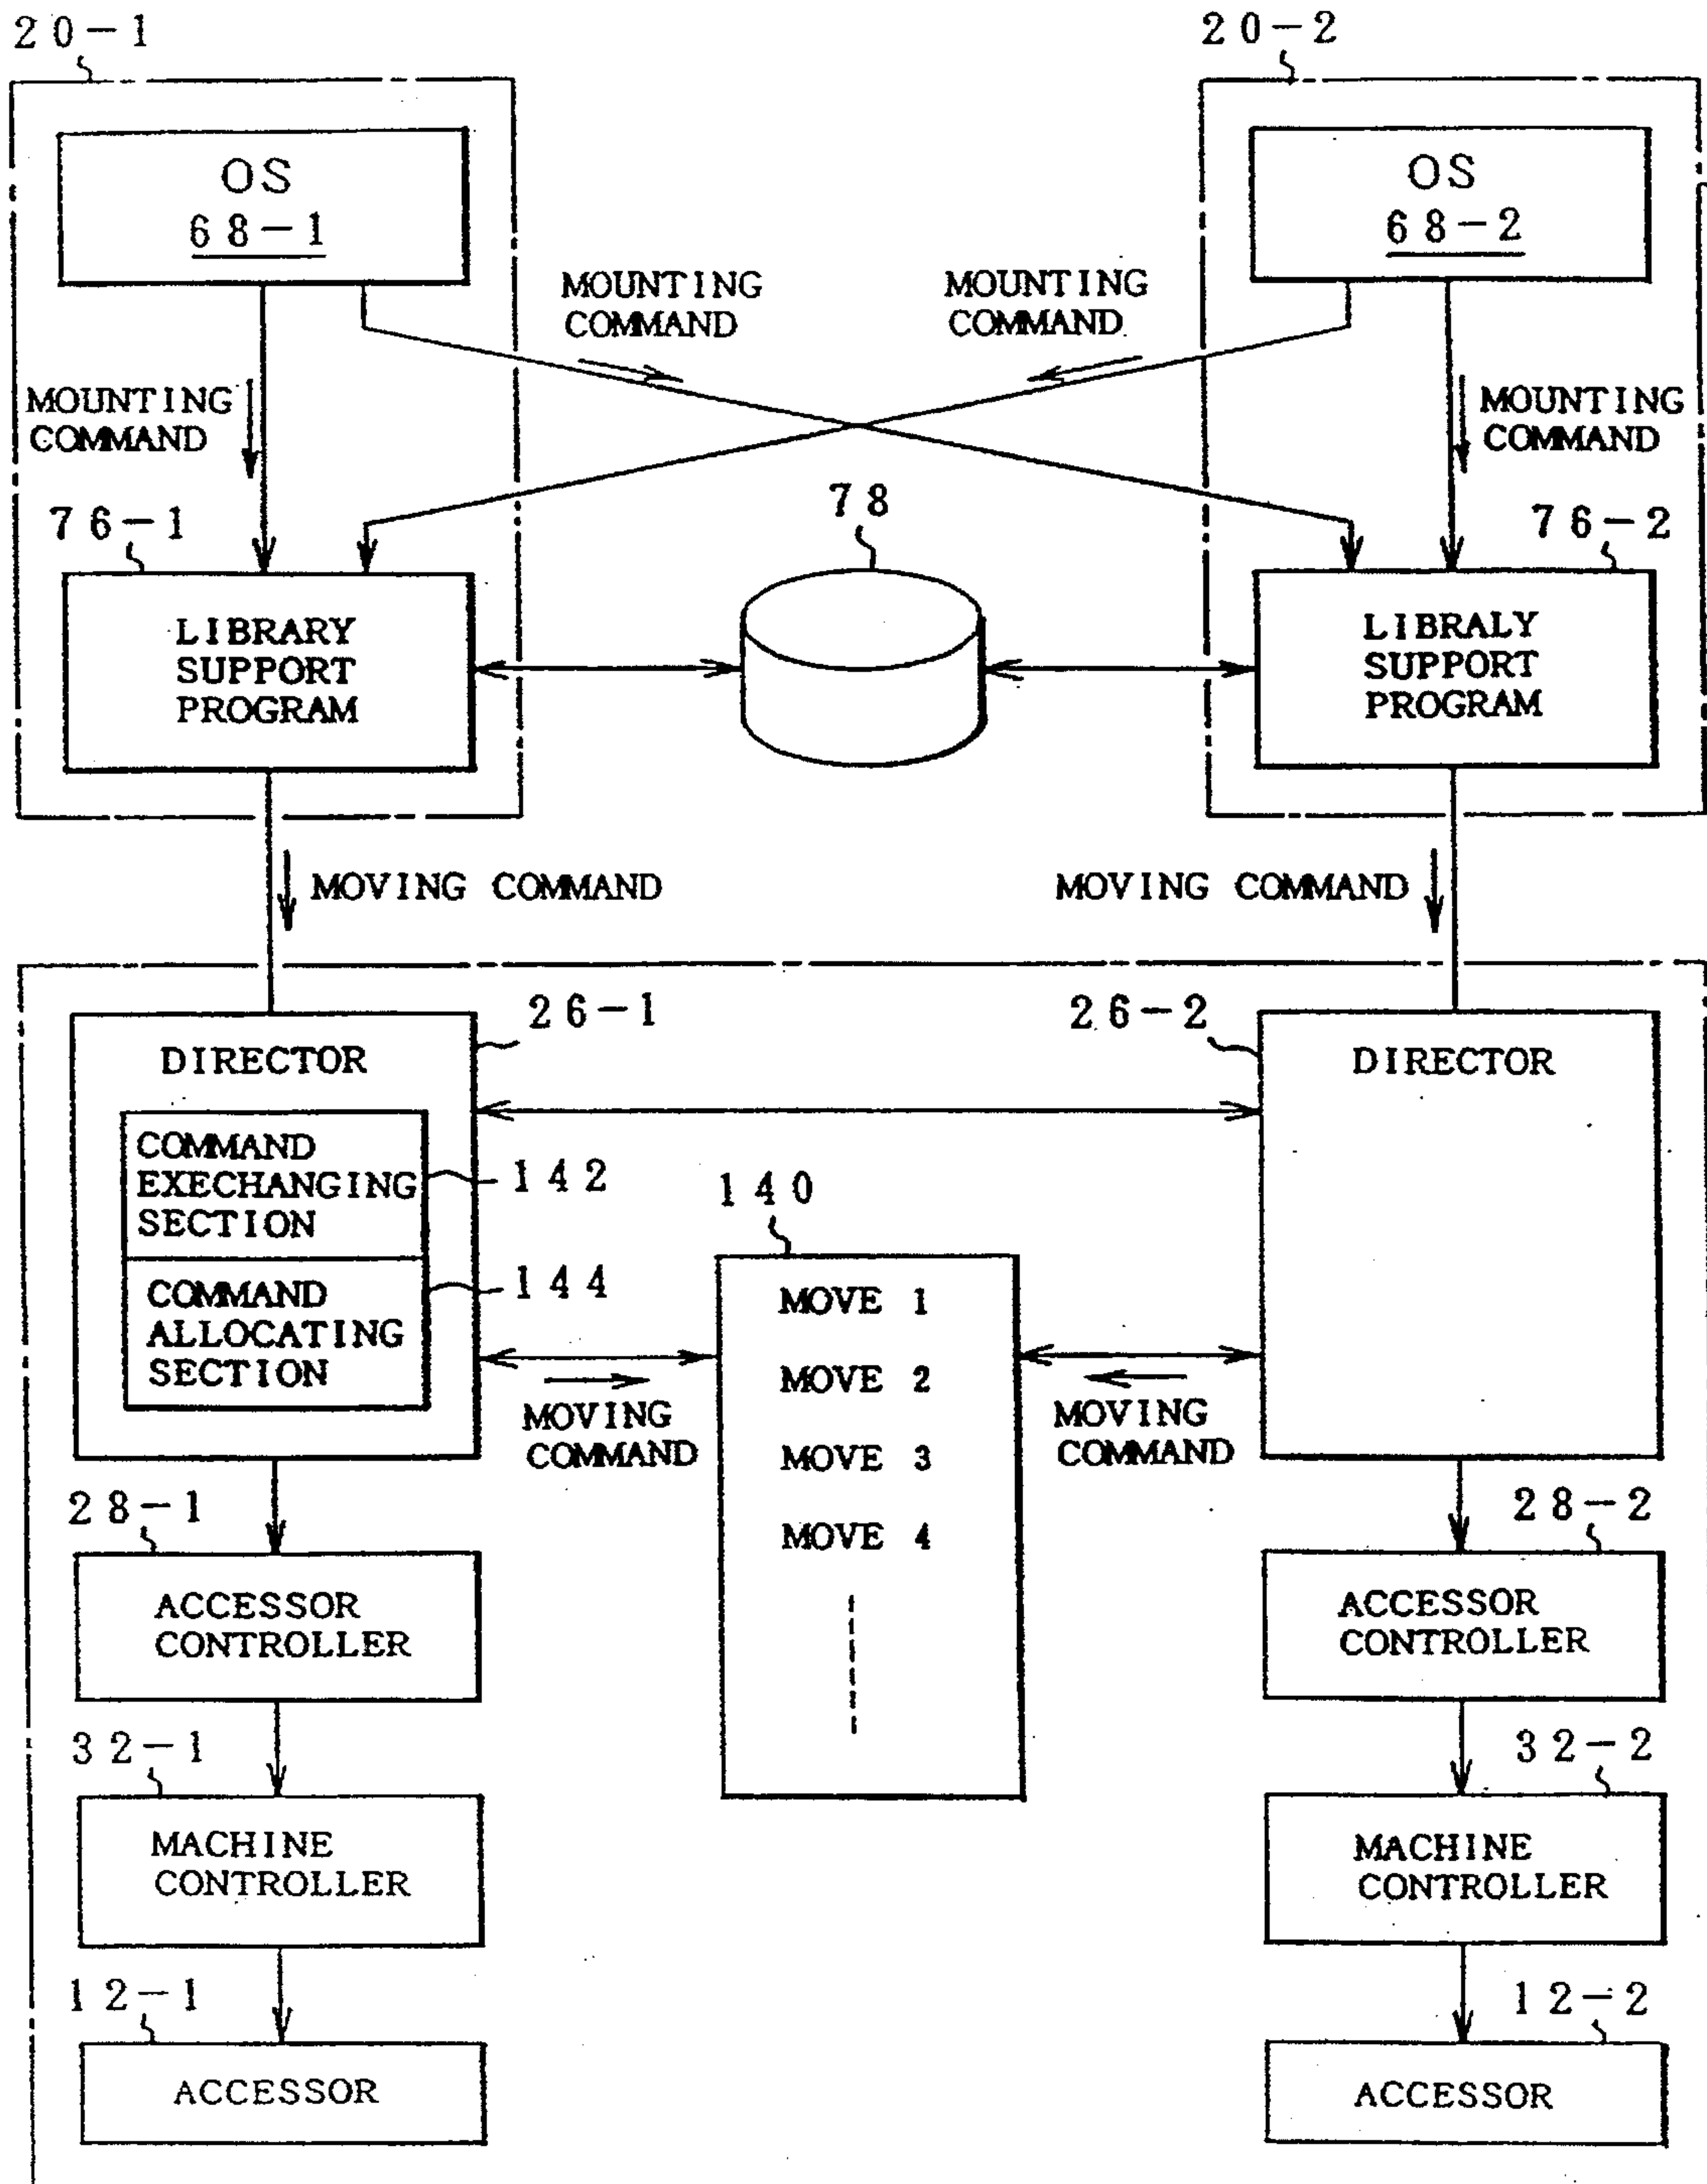 20-1
20-2
OS
68-1
OS
68-2
MOUNTING
COMMAND
MOUNTING
COMMAND
MOUNTING
COMMAND
MOUNTING
COMMAND
76-1
78
76-2
LIBRARY
SUPPORT
PROGRAM
LIBRALY
SUPPORT
PROGRAM
MOVING COMMAND
MOVING COMMAND
26-1
26-2
DIRECTOR
DIRECTOR
COMMAND
EXECHANGING
SECTION
142
140
COMMAND
ALLOCATING
SECTION
144
MOVE 1
MOVE 2
MOVE 3
MOVE 4
MOVING
COMMAND
MOVING
COMMAND
28-1
28-2
ACCESSOR
CONTROLLER
ACCESSOR
CONTROLLER
32-1
32-2
MACHINE
CONTROLLER
MACHINE
CONTROLLER
12-1
12-2
ACCESSOR
ACCESSOR